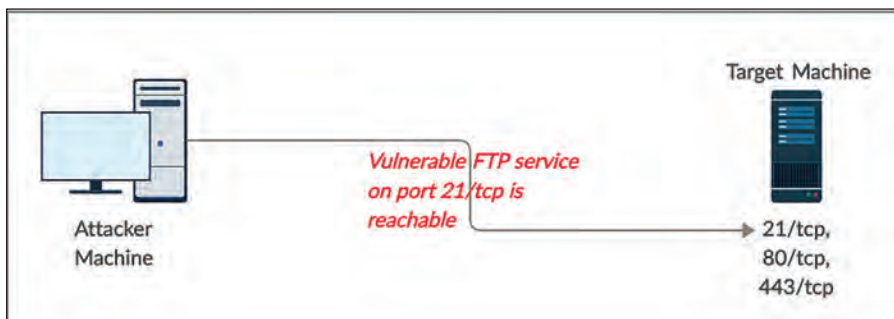 Target Machine
Vulnerable FTP service
on port 21/tcp is
reachable
Attacker
Machine
21/tcp,
80/tcp,
443/tcp